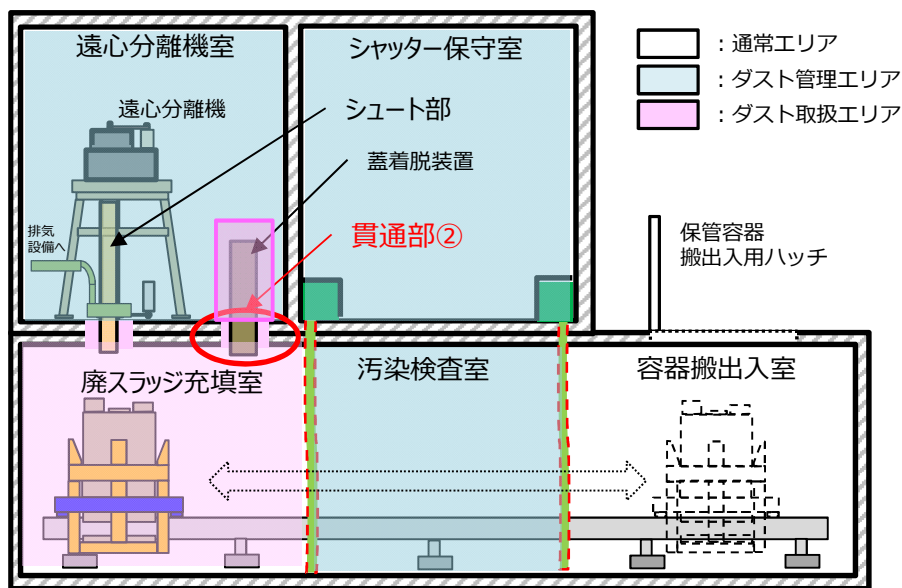 遠心分離機室
シャッター保守室
：通常エリア
：ダスト管理エリア
：ダスト取扱エリア
遠心分離機
シュート部
蓋着脱装置
排気
設備へ
貫通部②
保管容器
搬出入用ハッチ
廃スラッジ充填室
汚染検査室
容器搬出入室